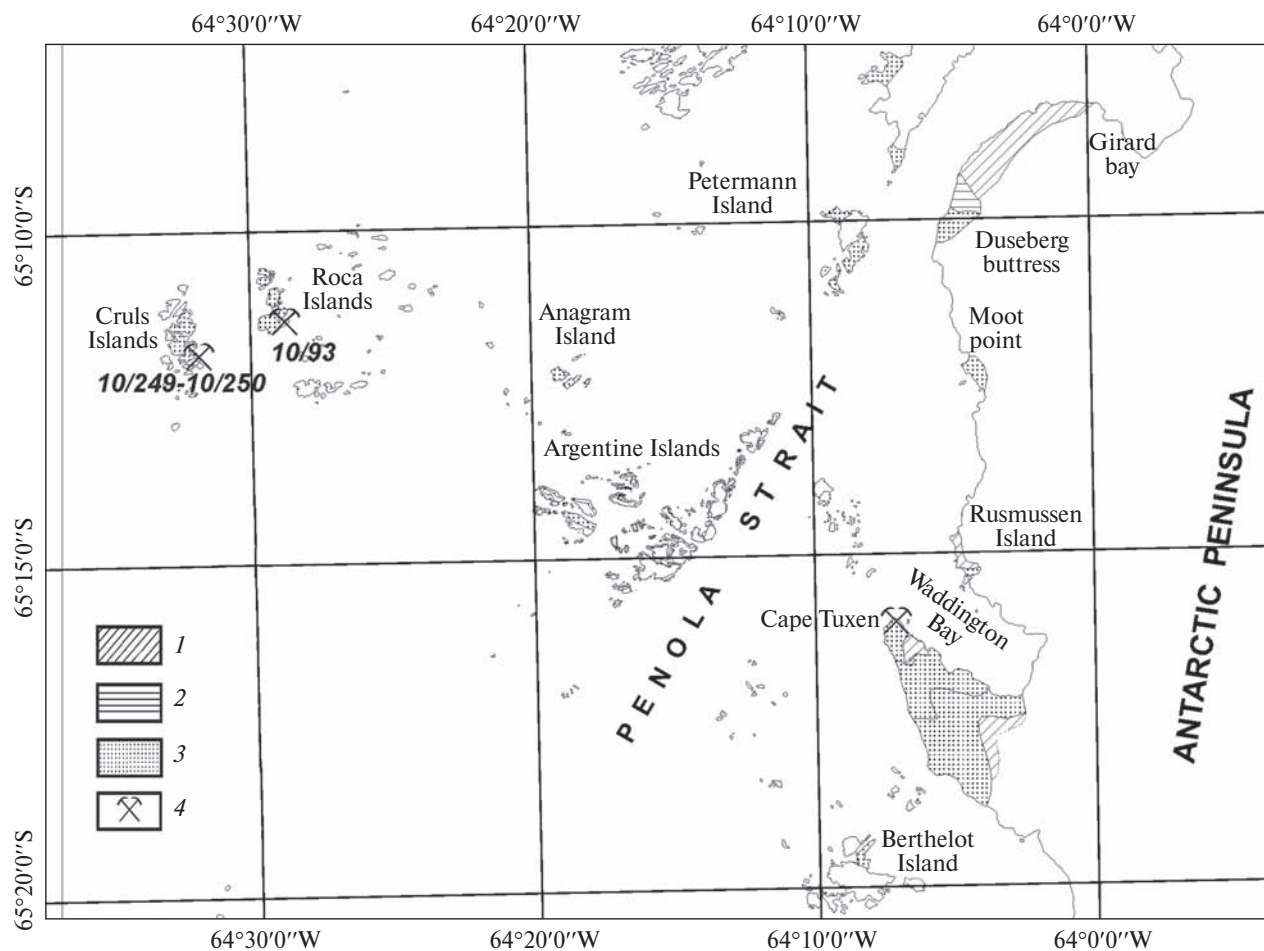 64°30′0″W
64°20′0″W
64°10′0″W
64°0′0″W
65°10′0″S
65°15′0″S
65°20′0″S
Girard
bay
Petermann
Island
Duseberg
buttress
Roca
Islands
Cruls
Islands
10/93
10/249-10/250
Anagram
Island
Moot
point
Argentine Islands
PENOLA STRAIT
Rusmussen
Island
Waddington
Bay
Cape Tuxen
ANTARCTIC PENINSULA
1
2
3
4
Berthelot
Island
64°30′0″W
64°20′0″W
64°10′0″W
64°0′0″W